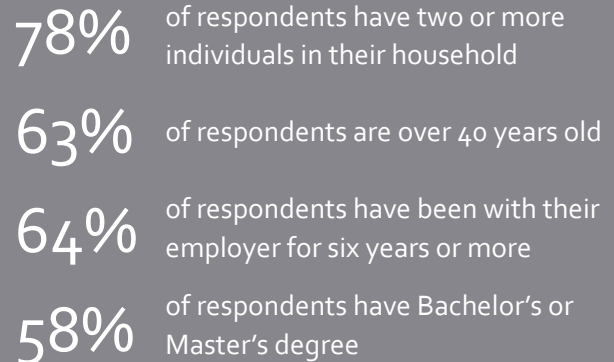 78%
of respondents have two or more
individuals in their household
63%
of respondents are over 40 years old
64%
of respondents have been with their
employer for six years or more
58%
of respondents have Bachelor's or
Master's degree